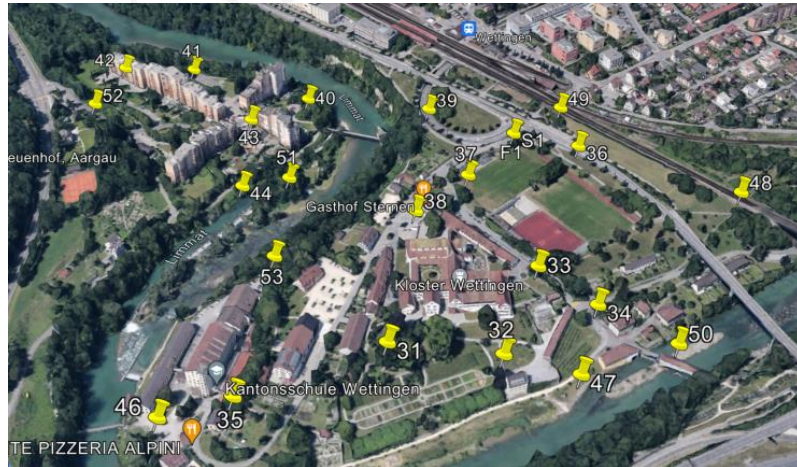 Wettingen
42
41
52
40
Limmat
39
49
43
S1
F1
36
euenhof, Aargau
51
37
48
44
Gasthof Sternen
38
Limmat
53
33
Kloster Wettingen
34
31
32
50
47
Kantonsschule Wettingen
46
35
TE PIZZERIA ALPINI